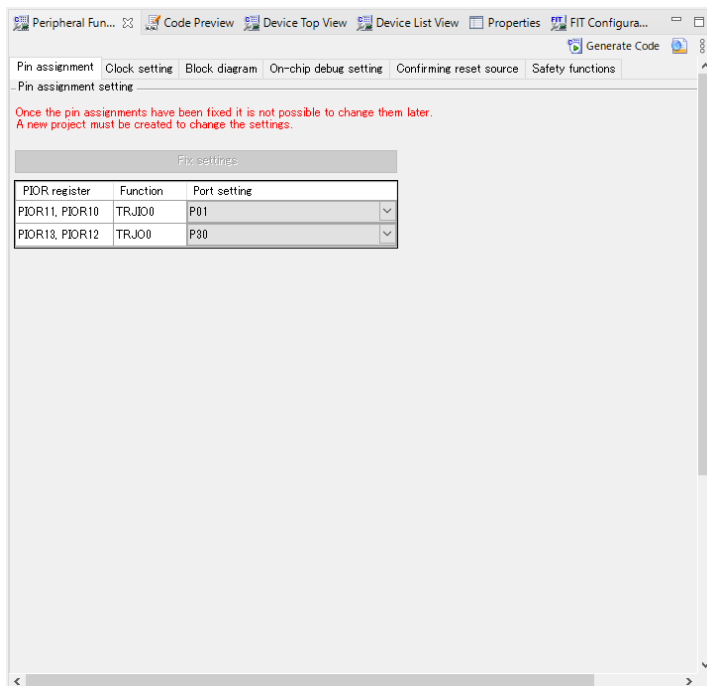 Peripheral Fun... Code Preview Device Top View Device List View Properties FIT Configura...
Generate Code
Pin assignment Clock setting Block diagram On-chip debug setting Confirming reset source Safety functions
Pin assignment setting
Once the pin assignments have been fixed it is not possible to change them later.
A new project must be created to change the settings.
Fix settings
PIOR register Function Port setting
PIOR11, PIOR10 TRJIO0 P01
PIOR13, PIOR12 TRJO0 P30